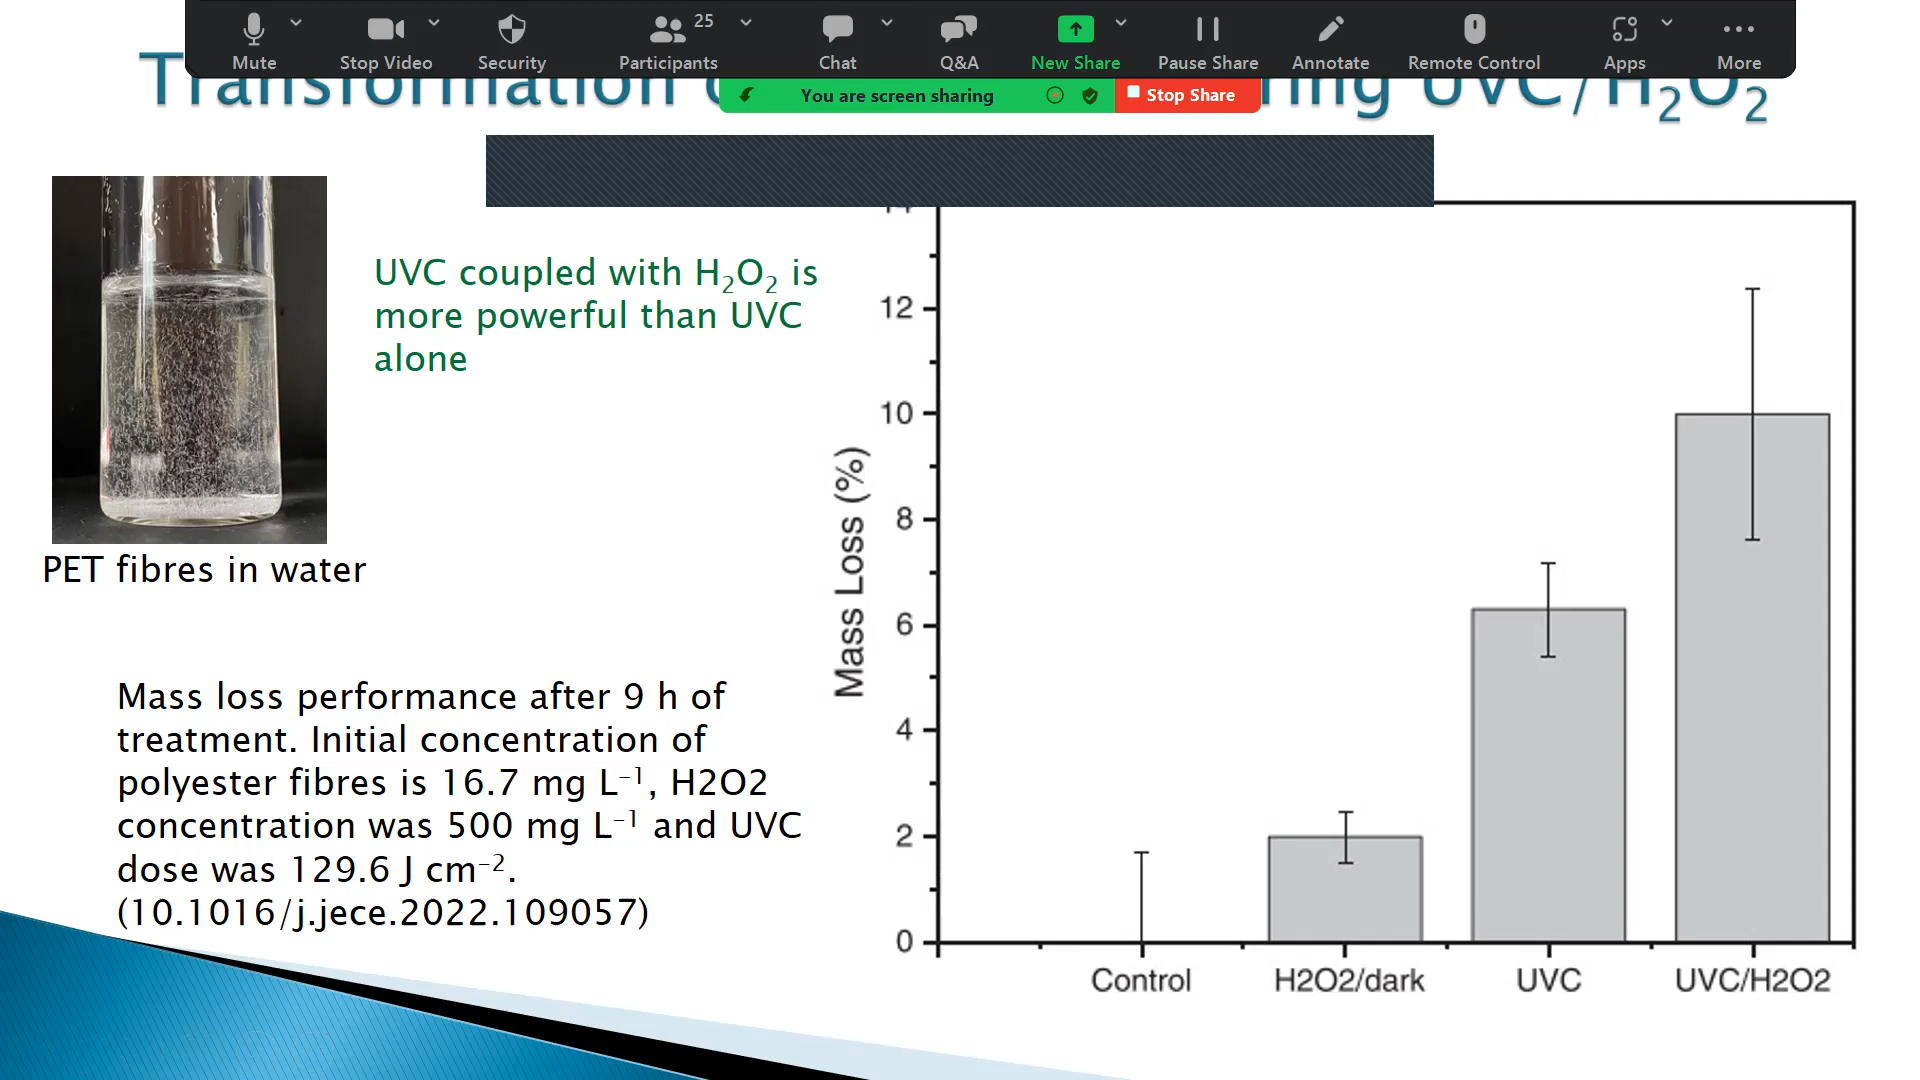 Mute
Stop Video
Security
Participants
25
Chat
Q&A
New Share
Pause Share
Annotate
Remote Control
Apps
More
You are screen sharing
Stop Share
Transformation
UVC/H₂O₂
UVC coupled with H₂O₂ is
more powerful than UVC
alone
PET fibres in water
Mass loss performance after 9 h of
treatment. Initial concentration of
polyester fibres is 16.7 mg L⁻¹, H2O2
concentration was 500 mg L⁻¹ and UVC
dose was 129.6 J cm⁻².
(10.1016/j.jece.2022.109057)
Mass Loss (%)
12
10
8
6
4
2
0
Control
H2O2/dark
UVC
UVC/H2O2